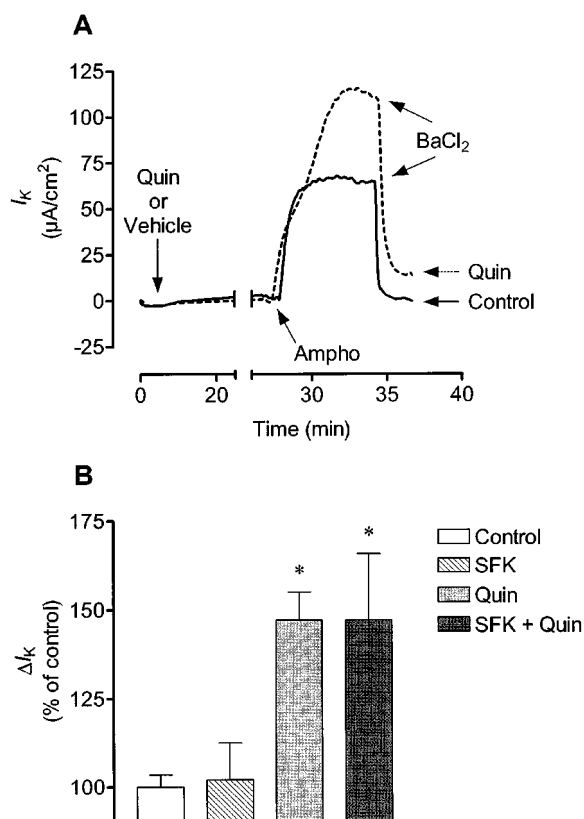 A
125
100
75
50
25
0
-25
I_K
(µA/cm²)
Quin
or
Vehicle
BaCl₂
Quin
Control
Ampho
0
20
30
40
Time (min)
B
175
150
125
100
ΔI_K
(% of control)
*
*
Control
SFK
Quin
SFK + Quin